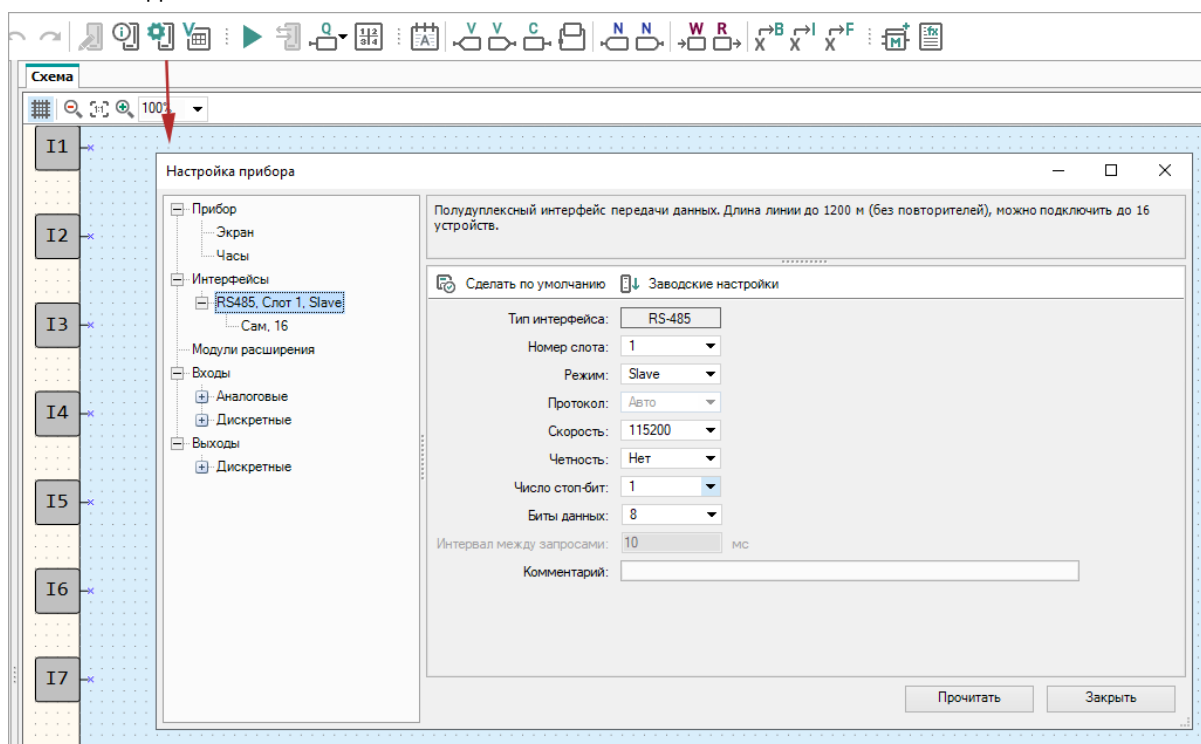 Схема
100%
I1
I2
I3
I4
I5
I6
I7
Настройка прибора
Прибор
Экран
Часы
Интерфейсы
RS485, Слот 1, Slave
Сам, 16
Модули расширения
Входы
Аналоговые
Дискретные
Выходы
Дискретные
Полудуплексный интерфейс передачи данных. Длина линии до 1200 м (без повторителей), можно подключить до 16
устройств.
Сделать по умолчанию Заводские настройки
Тип интерфейса: RS-485
Номер слота: 1
Режим: Slave
Протокол: Авто
Скорость: 115200
Четность: Нет
Число стоп-бит: 1
Биты данных: 8
Интервал между запросами: 10 мс
Комментарий:
Прочитать Закрыть